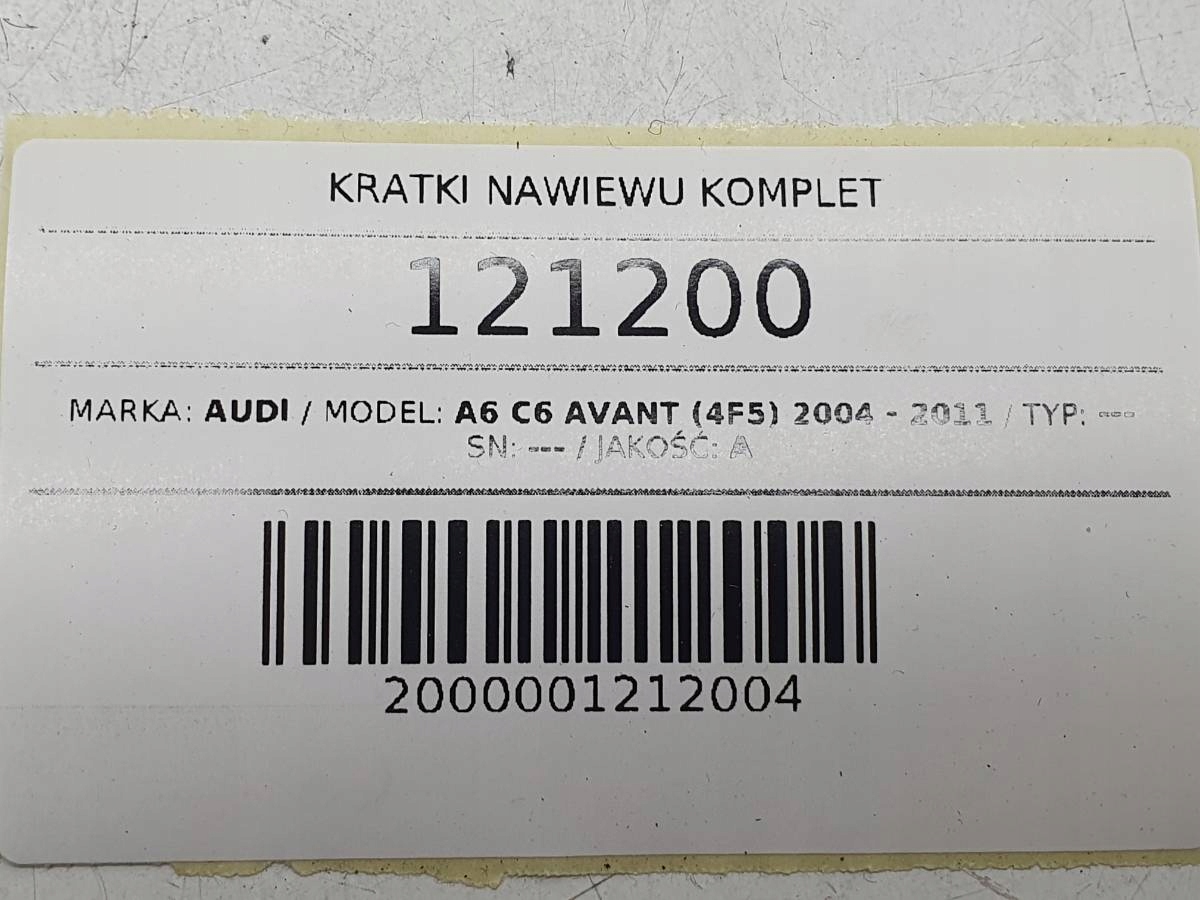 KRATKI NAWIEWU KOMPLET
121200
MARKA: AUDI / MODEL: A6 C6 AVANT (4F5) 2004 - 2011 / TYP: ---
SN: --- / JAKOŚĆ: A
2000001212004